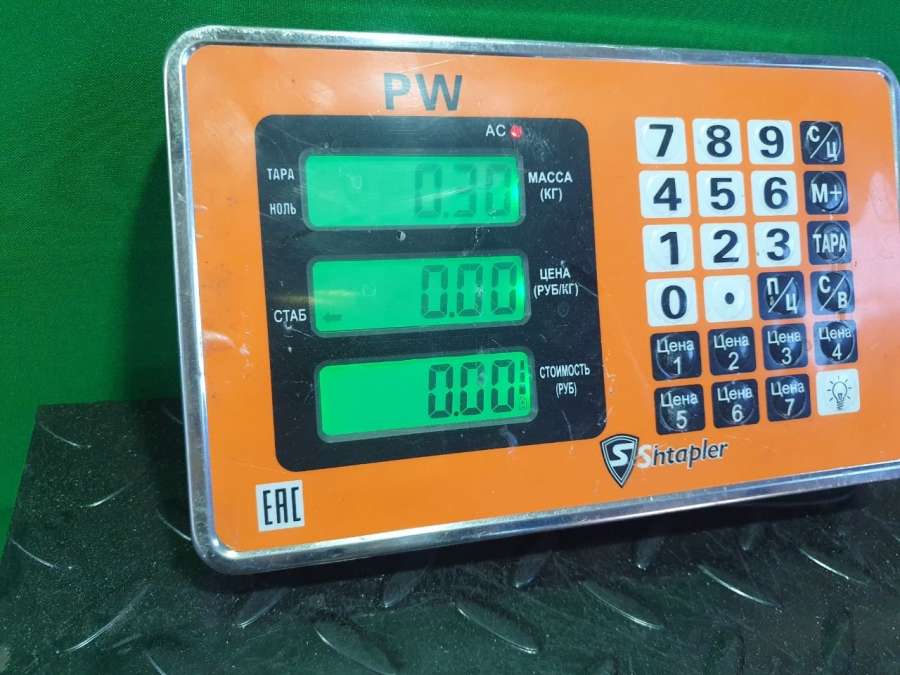 PW
AC
ТАРА
НОЛЬ
0.30
МАССА
(КГ)
СТАБ
0.00
ЦЕНА
(РУБ/КГ)
0.00
СТОИМОСТЬ
(РУБ)
7 8 9 С/Ц
4 5 6 М+
1 2 3 ТАРА
0 . П/Ц С/В
Цена 1 Цена 2 Цена 3 Цена 4
Цена 5 Цена 6 Цена 7
S Shtapler
EAC